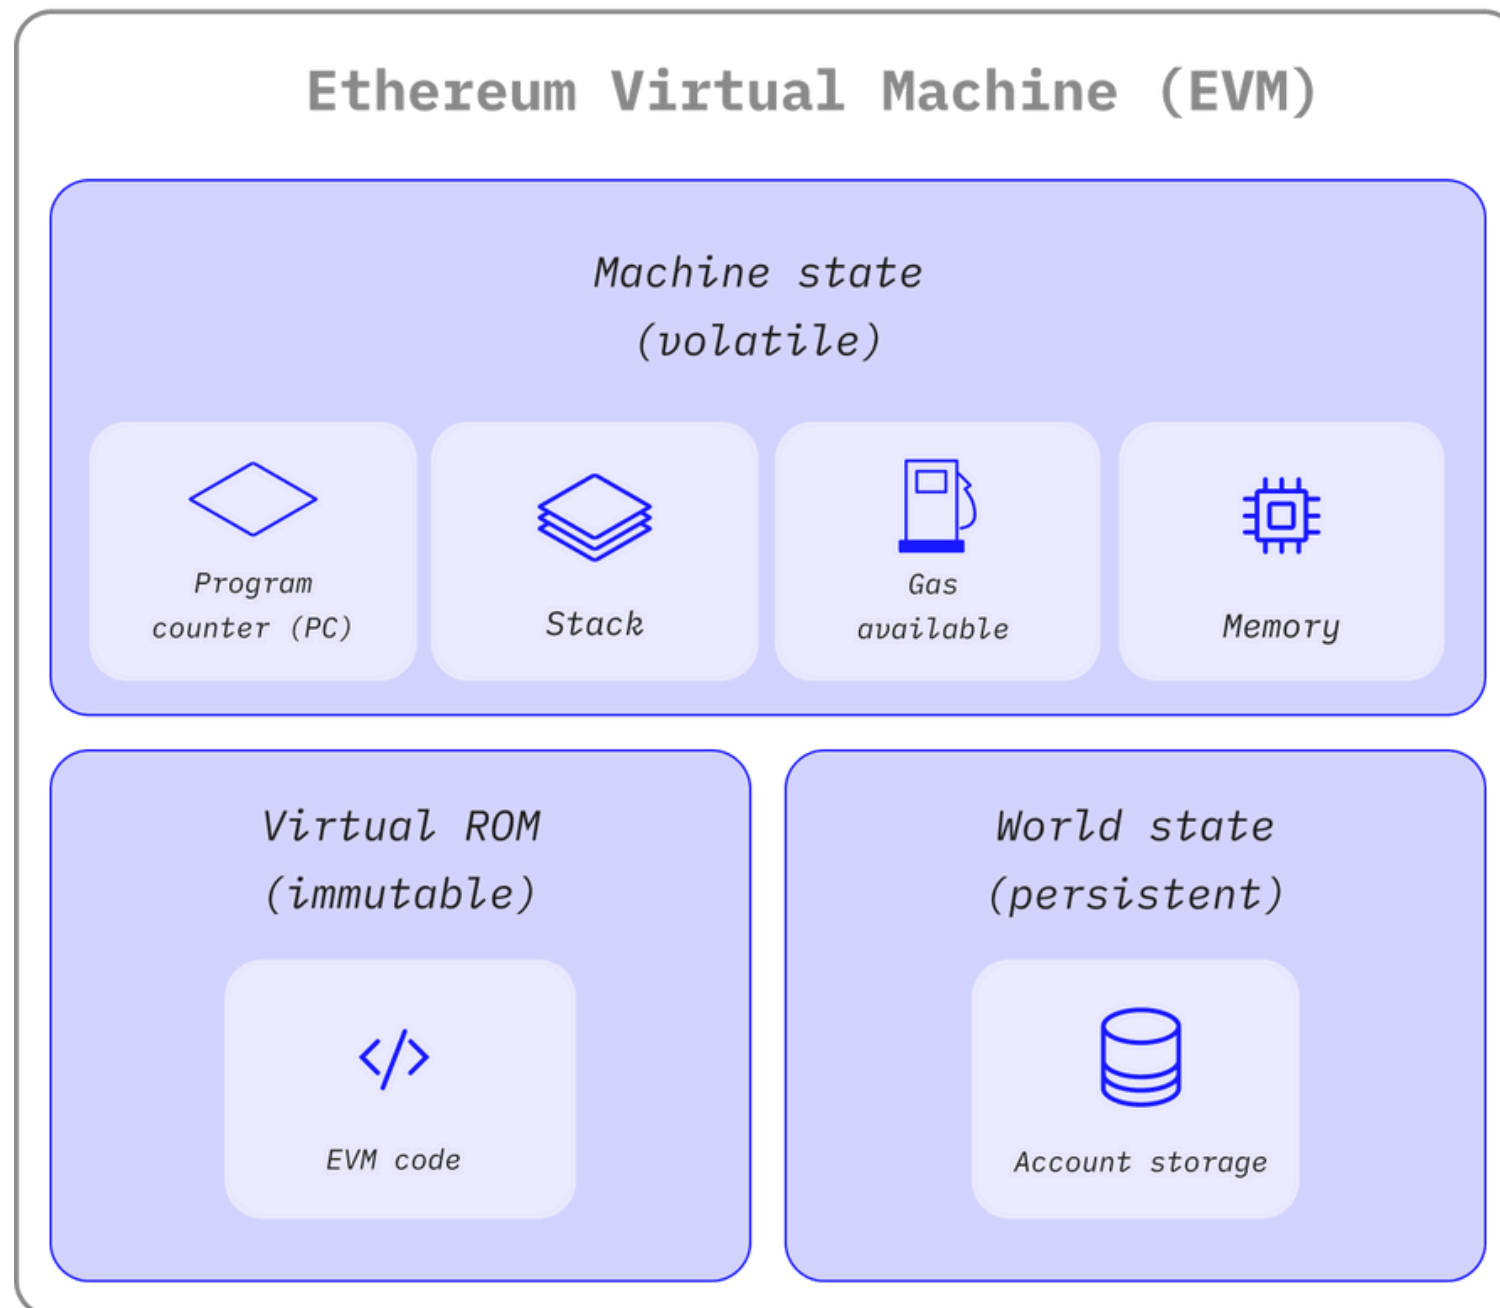 Ethereum Virtual Machine (EVM)
Machine state
(volatile)
Program
counter (PC)
Stack
Gas
available
Memory
Virtual ROM
(immutable)
EVM code
World state
(persistent)
Account storage